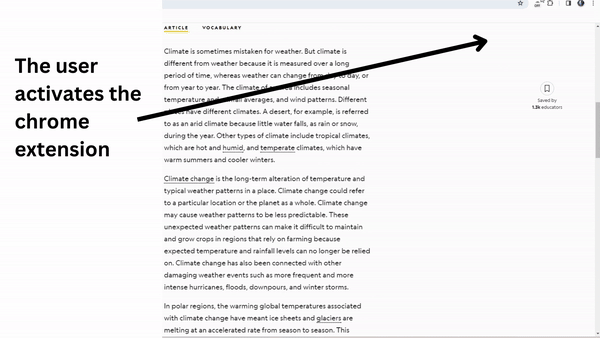 ARTICLE VOCABULARY
The user
activates the
chrome
extension
Climate is sometimes mistaken for weather. But climate is
different from weather because it is measured over a long
period of time, whereas weather can change from day to day, or
from year to year. The climate of a area includes seasonal
temperature and rainfall averages, and wind patterns. Different
places have different climates. A desert, for example, is referred
to as an arid climate because little water falls, as rain or snow,
during the year. Other types of climate include tropical climates,
which are hot and humid, and temperate climates, which have
warm summers and cooler winters.
Climate change is the long-term alteration of temperature and
typical weather patterns in a place. Climate change could refer
to a particular location or the planet as a whole. Climate change
may cause weather patterns to be less predictable. These
unexpected weather patterns can make it difficult to maintain
and grow crops in regions that rely on farming because
expected temperature and rainfall levels can no longer be relied
on. Climate change has also been connected with other
damaging weather events such as more frequent and more
intense hurricanes, floods, downpours, and winter storms.
In polar regions, the warming global temperatures associated
with climate change have meant ice sheets and glaciers are
melting at an accelerated rate from season to season. This
Saved by
1.3k educators